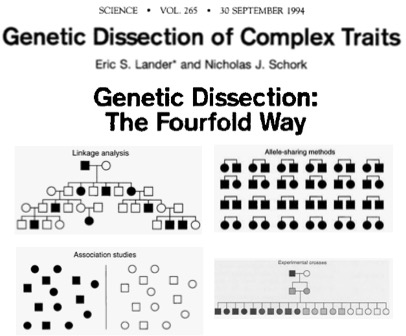 SCIENCE • VOL. 265 • 30 SEPTEMBER 1994
Genetic Dissection of Complex Traits
Eric S. Lander* and Nicholas J. Schork
Genetic Dissection:
The Fourfold Way
Linkage analysis
Allele-sharing methods
Association studies
Experimental crosses